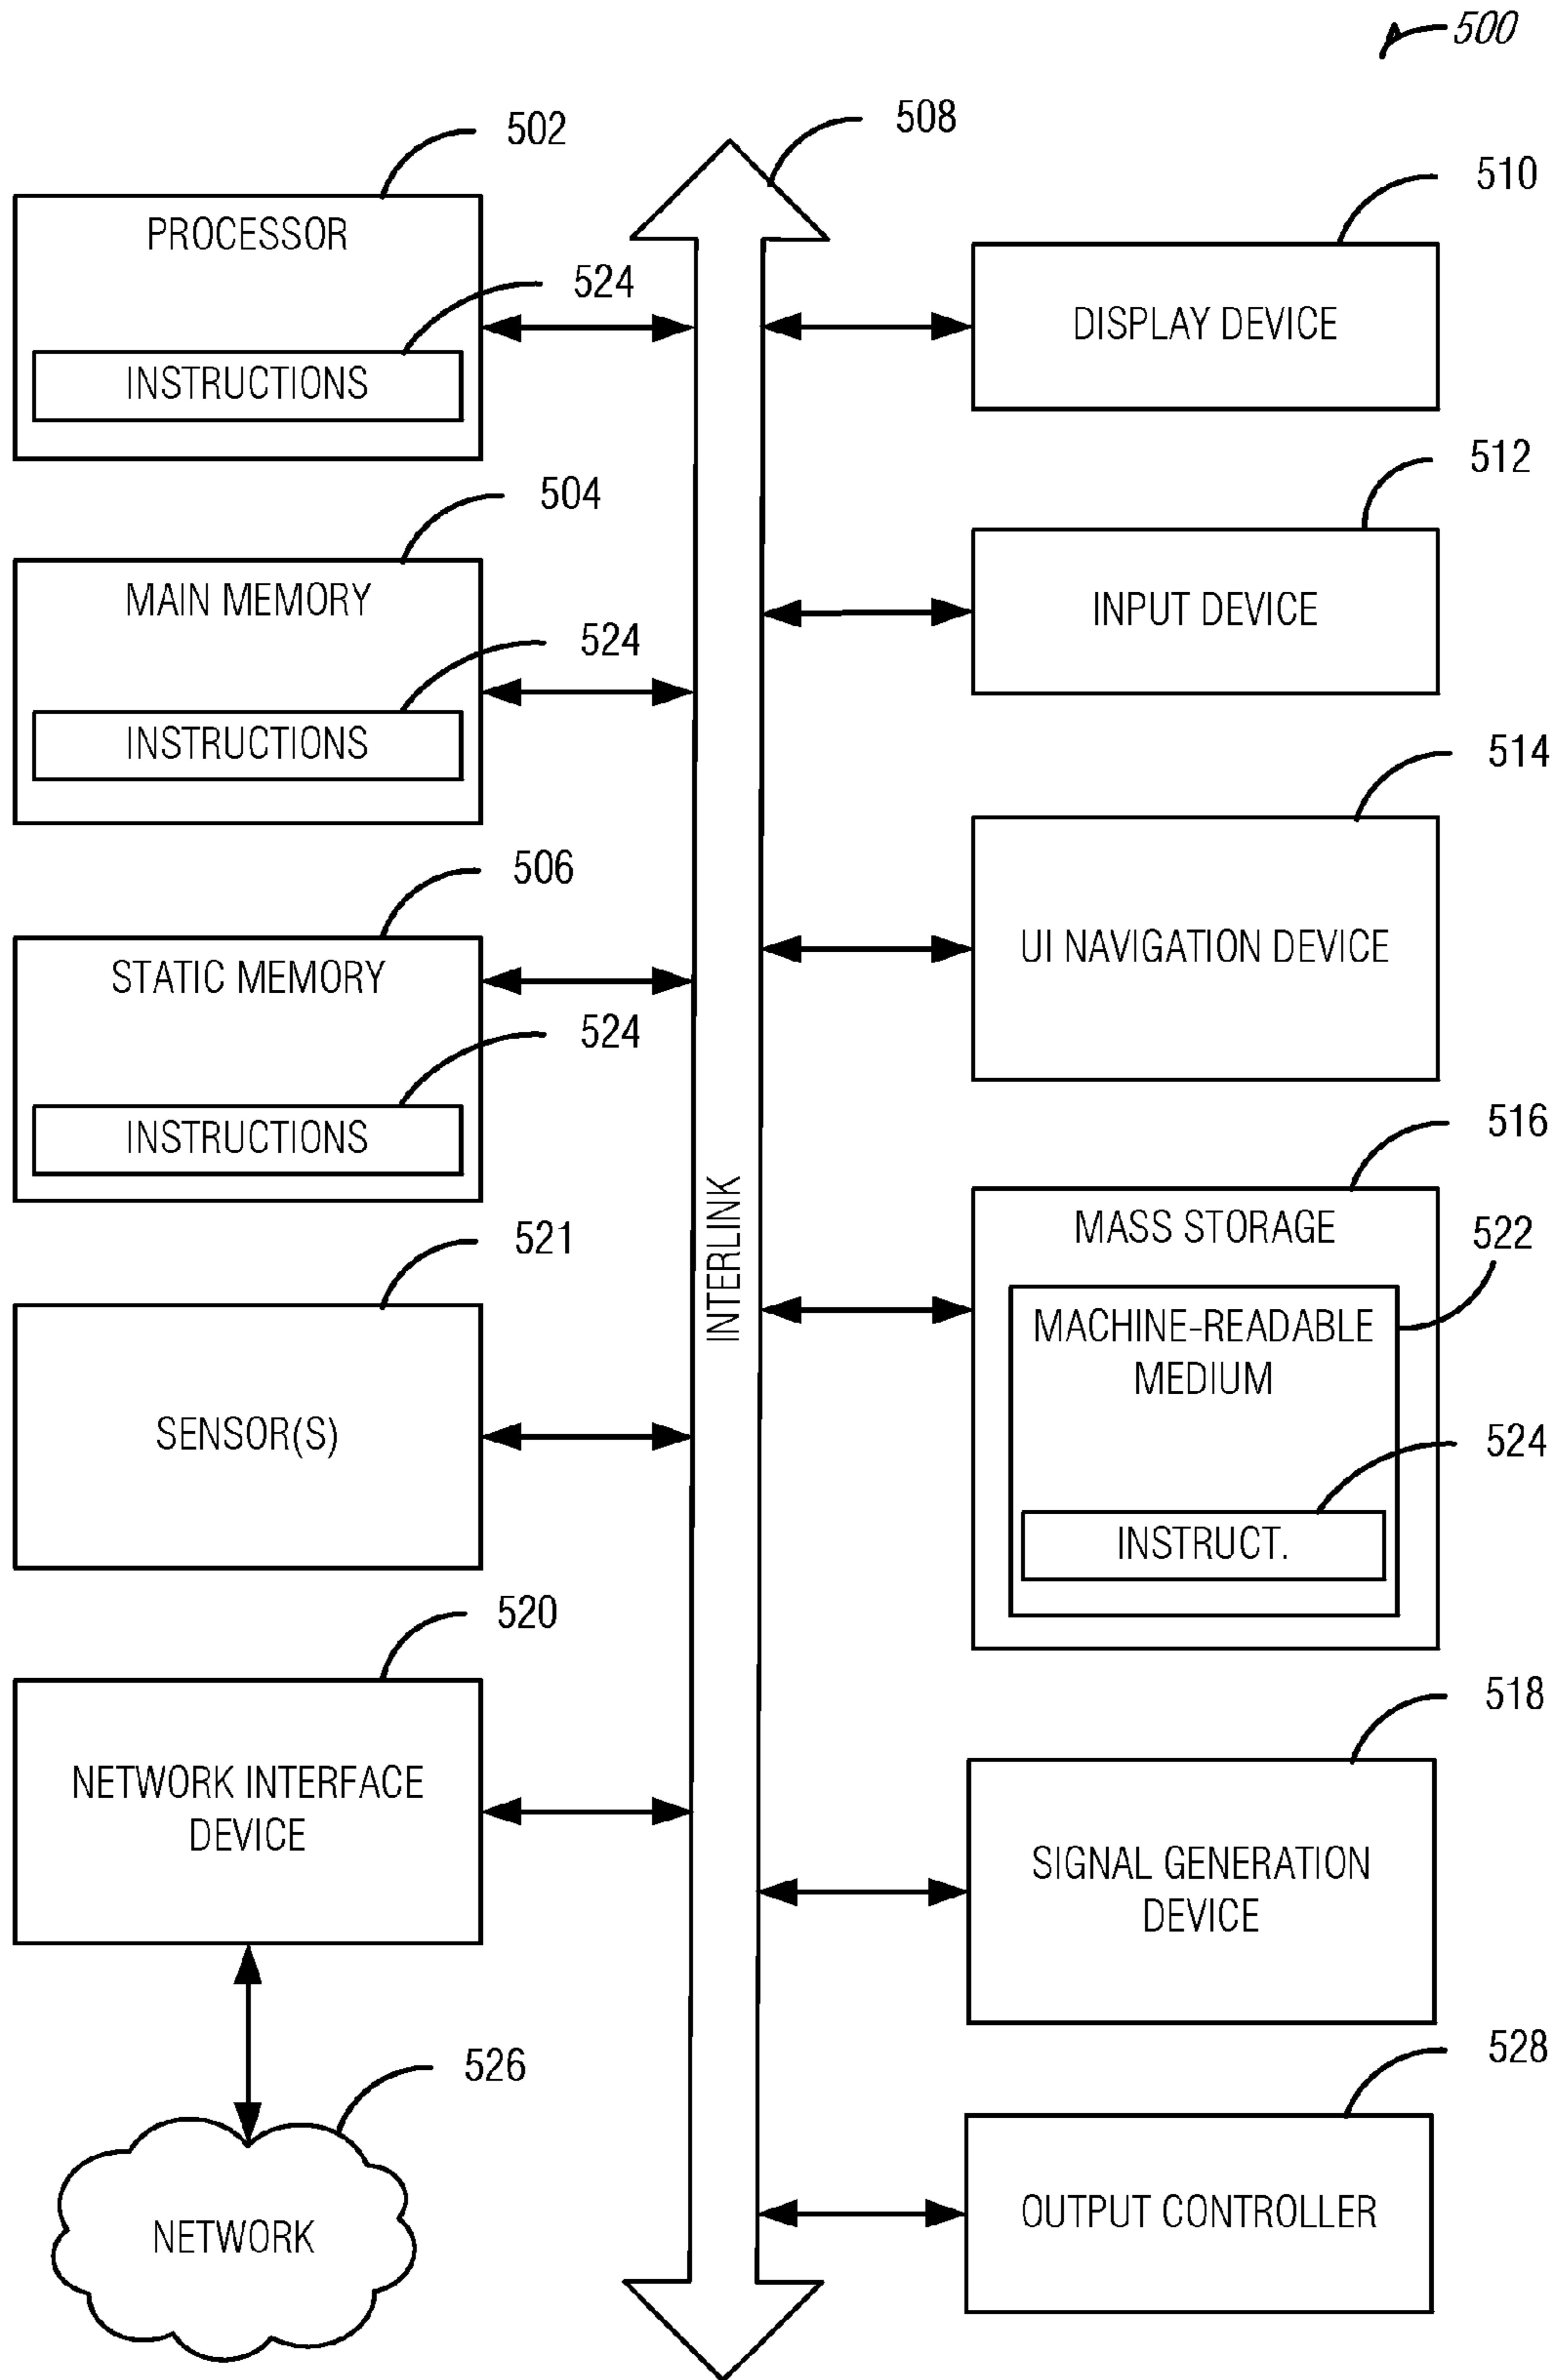 500
502
PROCESSOR
524
INSTRUCTIONS
504
MAIN MEMORY
524
INSTRUCTIONS
506
STATIC MEMORY
524
INSTRUCTIONS
521
SENSOR(S)
520
NETWORK INTERFACE
DEVICE
526
NETWORK
508
INTERLINK
510
DISPLAY DEVICE
512
INPUT DEVICE
514
UI NAVIGATION DEVICE
516
MASS STORAGE
522
MACHINE-READABLE
MEDIUM
524
INSTRUCT.
518
SIGNAL GENERATION
DEVICE
528
OUTPUT CONTROLLER